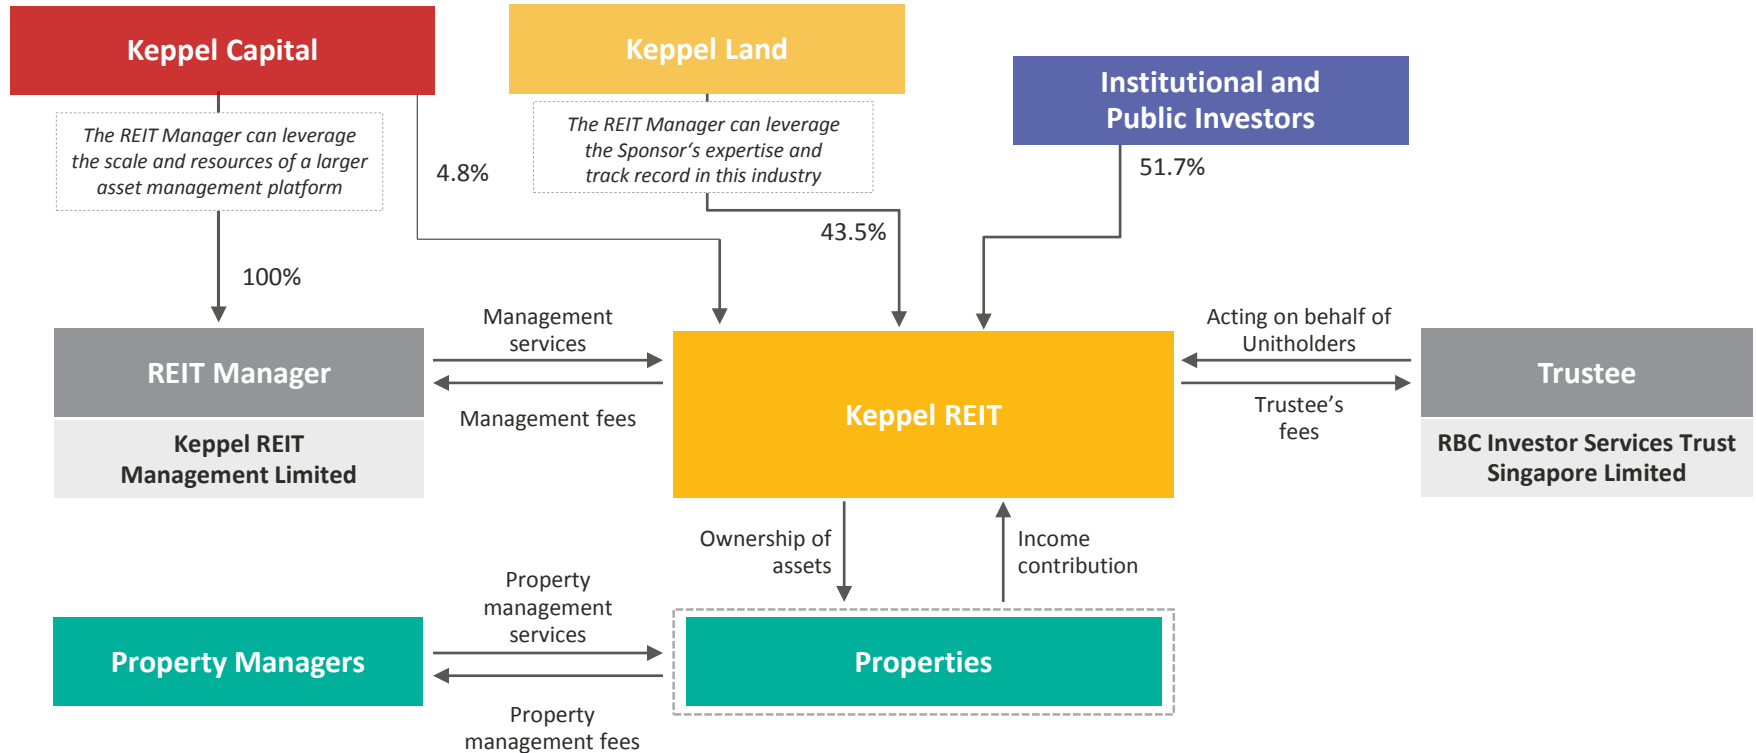 Keppel Capital
Keppel Land
Institutional and
Public Investors
The REIT Manager can leverage
the scale and resources of a larger
asset management platform
4.8%
The REIT Manager can leverage
the Sponsor‘s expertise and
track record in this industry
51.7%
43.5%
100%
Management
services
Acting on behalf of
Unitholders
REIT Manager
Keppel REIT
Management Limited
Management fees
Keppel REIT
Trustee’s
fees
Trustee
RBC Investor Services Trust
Singapore Limited
Ownership of
assets
Income
contribution
Property
management
services
Property Managers
Properties
Property
management fees